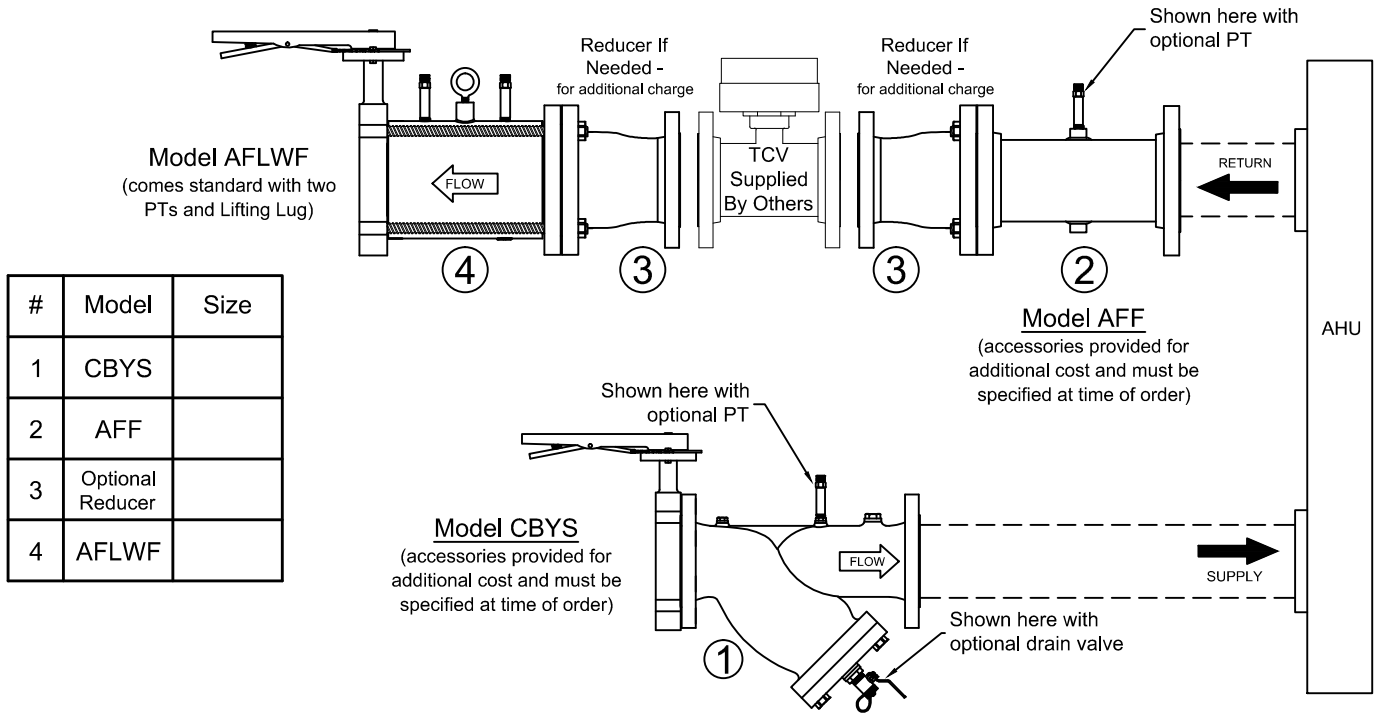 Shown here with
optional PT
Reducer If
Needed -
for additional charge
Reducer If
Needed -
for additional charge
Model AFLWF
(comes standard with two
PTs and Lifting Lug)
FLOW
TCV
Supplied
By Others
RETURN
4
3
3
2
Model AFF
(accessories provided for
additional cost and must be
specified at time of order)
AHU
# Model Size
1 CBYS
2 AFF
3 Optional
Reducer
4 AFLWF
Shown here with
optional PT
Model CBYS
(accessories provided for
additional cost and must be
specified at time of order)
FLOW
SUPPLY
1
Shown here with
optional drain valve